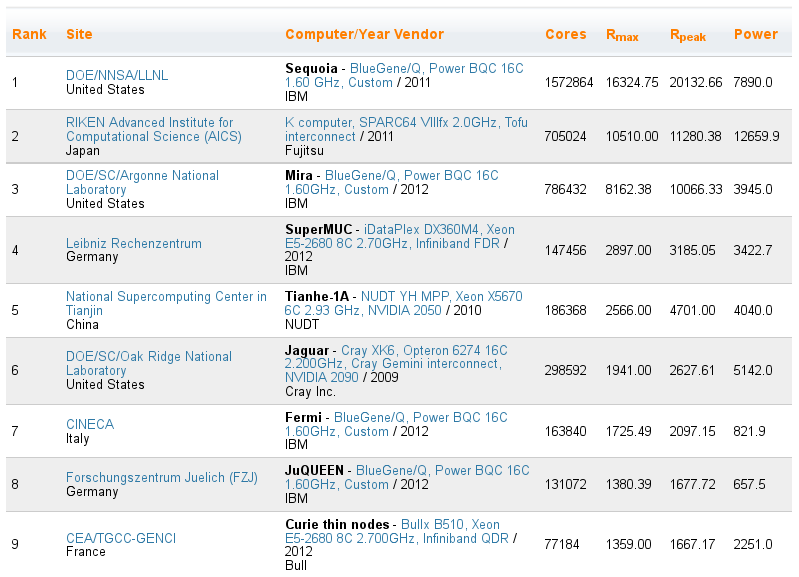 Rank Site Computer/Year Vendor Cores Rmax Rpeak Power
1 DOE/NNSA/LLNL
United States Sequoia - BlueGene/Q, Power BQC 16C
1.60 GHz, Custom / 2011
IBM 1572864 16324.75 20132.66 7890.0
2 RIKEN Advanced Institute for
Computational Science (AICS)
Japan K computer, SPARC64 VIIIfx 2.0GHz, Tofu
interconnect / 2011
Fujitsu 705024 10510.00 11280.38 12659.9
3 DOE/SC/Argonne National
Laboratory
United States Mira - BlueGene/Q, Power BQC 16C
1.60GHz, Custom / 2012
IBM 786432 8162.38 10066.33 3945.0
4 Leibniz Rechenzentrum
Germany SuperMUC - iDataPlex DX360M4, Xeon
E5-2680 8C 2.70GHz, Infiniband FDR /
2012
IBM 147456 2897.00 3185.05 3422.7
5 National Supercomputing Center in
Tianjin
China Tianhe-1A - NUDT YH MPP, Xeon X5670
6C 2.93 GHz, NVIDIA 2050 / 2010
NUDT 186368 2566.00 4701.00 4040.0
6 DOE/SC/Oak Ridge National
Laboratory
United States Jaguar - Cray XK6, Opteron 6274 16C
2.200GHz, Cray Gemini interconnect,
NVIDIA 2090 / 2009
Cray Inc. 298592 1941.00 2627.61 5142.0
7 CINECA
Italy Fermi - BlueGene/Q, Power BQC 16C
1.60GHz, Custom / 2012
IBM 163840 1725.49 2097.15 821.9
8 Forschungszentrum Juelich (FZJ)
Germany JuQUEEN - BlueGene/Q, Power BQC 16C
1.60GHz, Custom / 2012
IBM 131072 1380.39 1677.72 657.5
9 CEA/TGCC-GENCI
France Curie thin nodes - Bullx B510, Xeon
E5-2680 8C 2.700GHz, Infiniband QDR /
2012
Bull 77184 1359.00 1667.17 2251.0